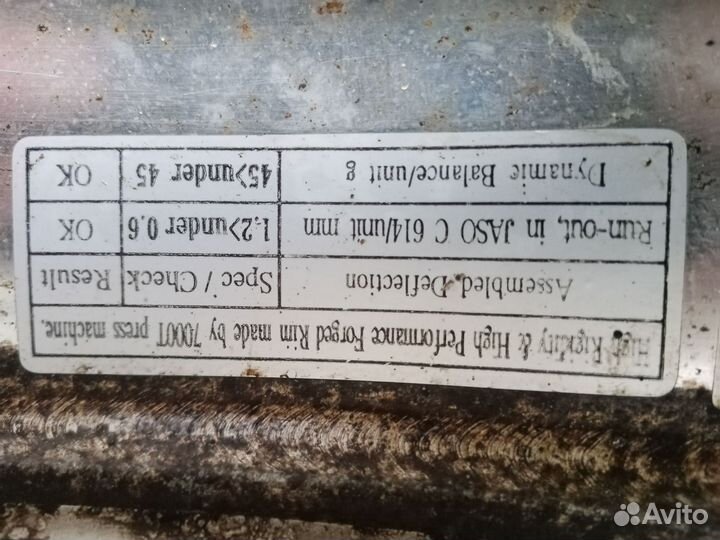 High Rigidity & High Performance Forged Rim made by 7000T press machine.
Assembled Deflection Spec / Check Result
Run-out, in JASO C 614/unit mm 1.2>under 0.6 OK
Dynamic Balance/unit g 45>under 45 OK
Avito